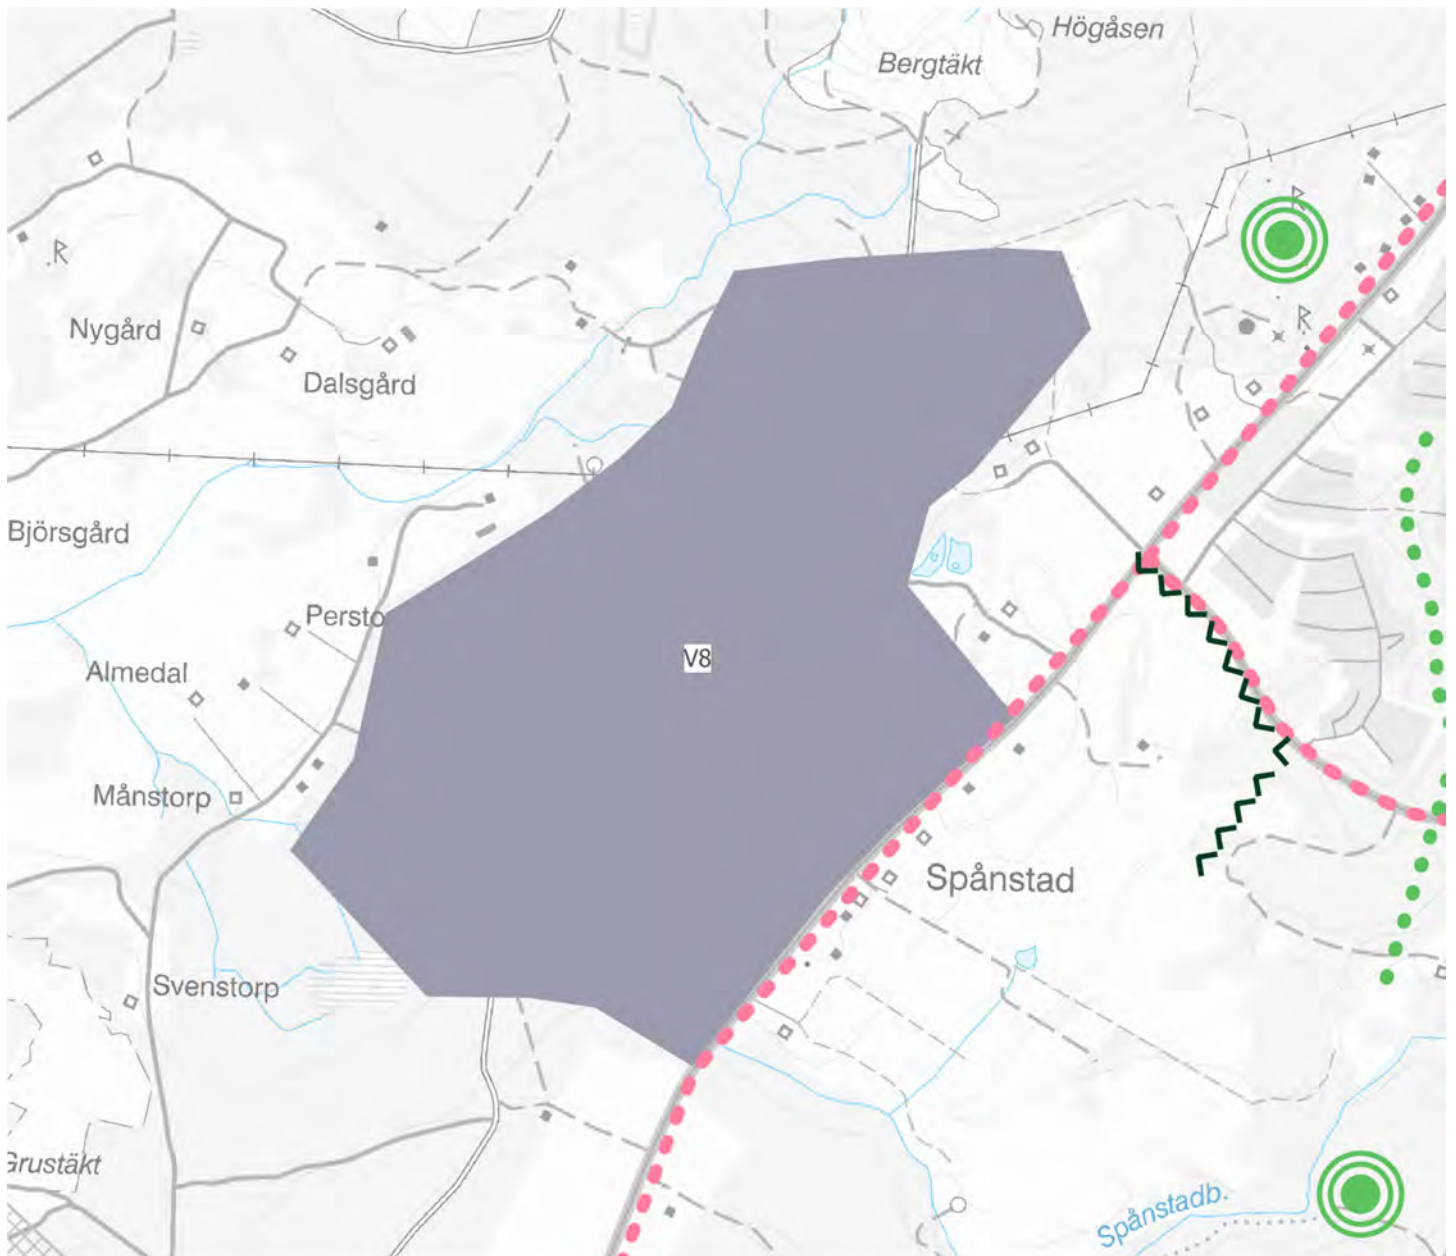 Högåsen
Bergtäkt
R
R
Nygård
R
Dalsgård
Björsgård
Persto
V8
Almedal
Månstorp
Spånstad
Svenstorp
Grustäkt
Spånstadb.